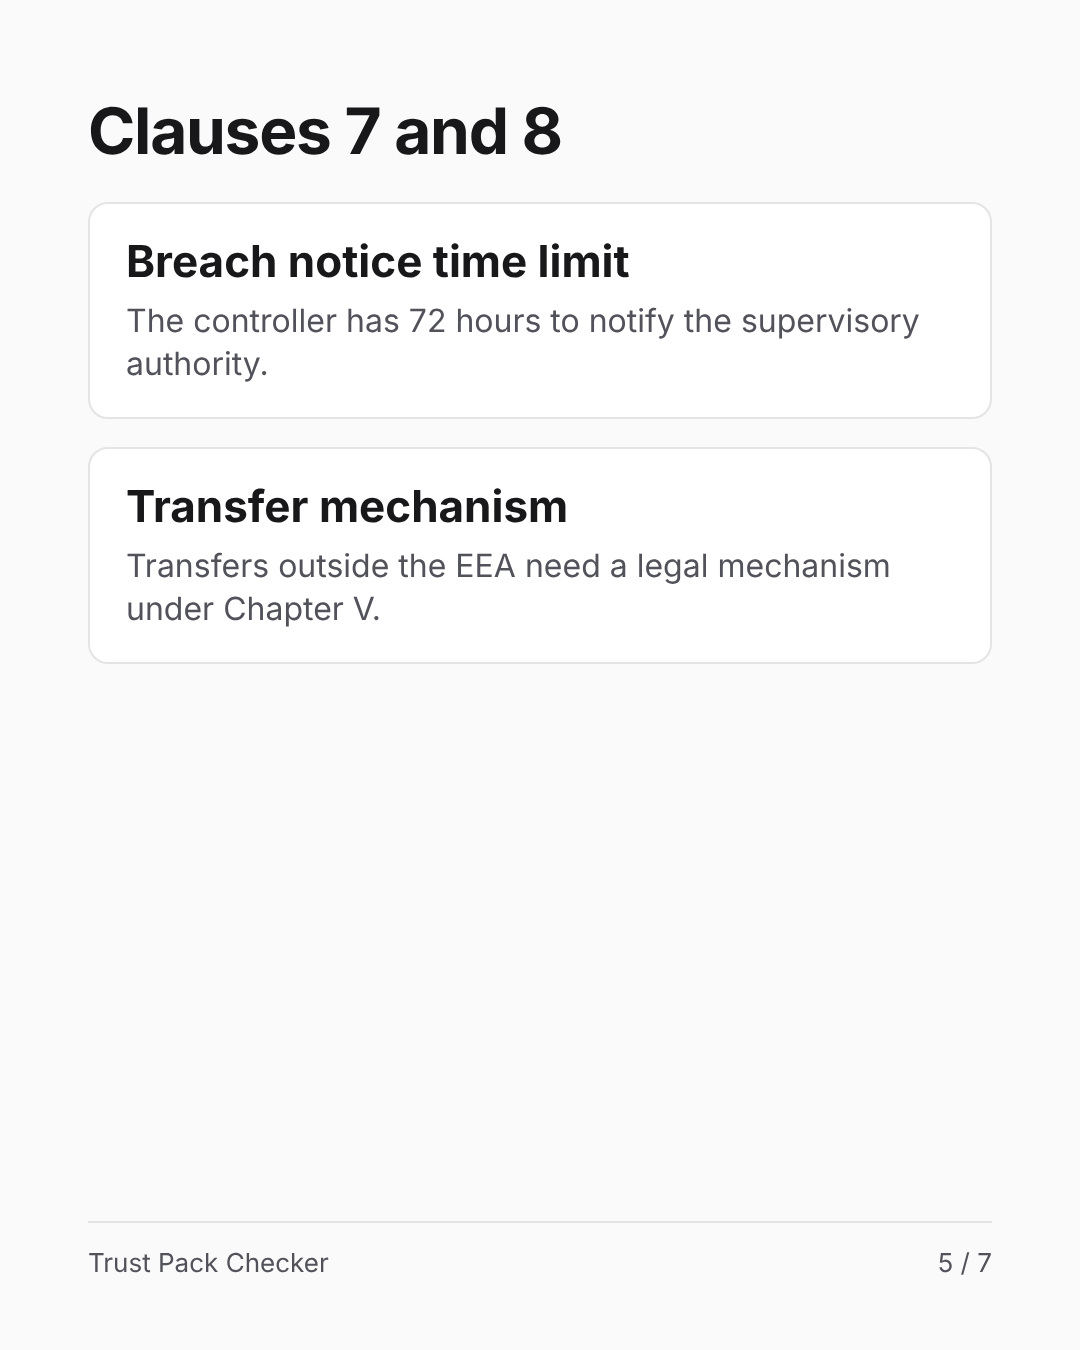 Clauses 7 and 8
Breach notice time limit
The controller has 72 hours to notify the supervisory
authority.
Transfer mechanism
Transfers outside the EEA need a legal mechanism
under Chapter V.
Trust Pack Checker
5 / 7